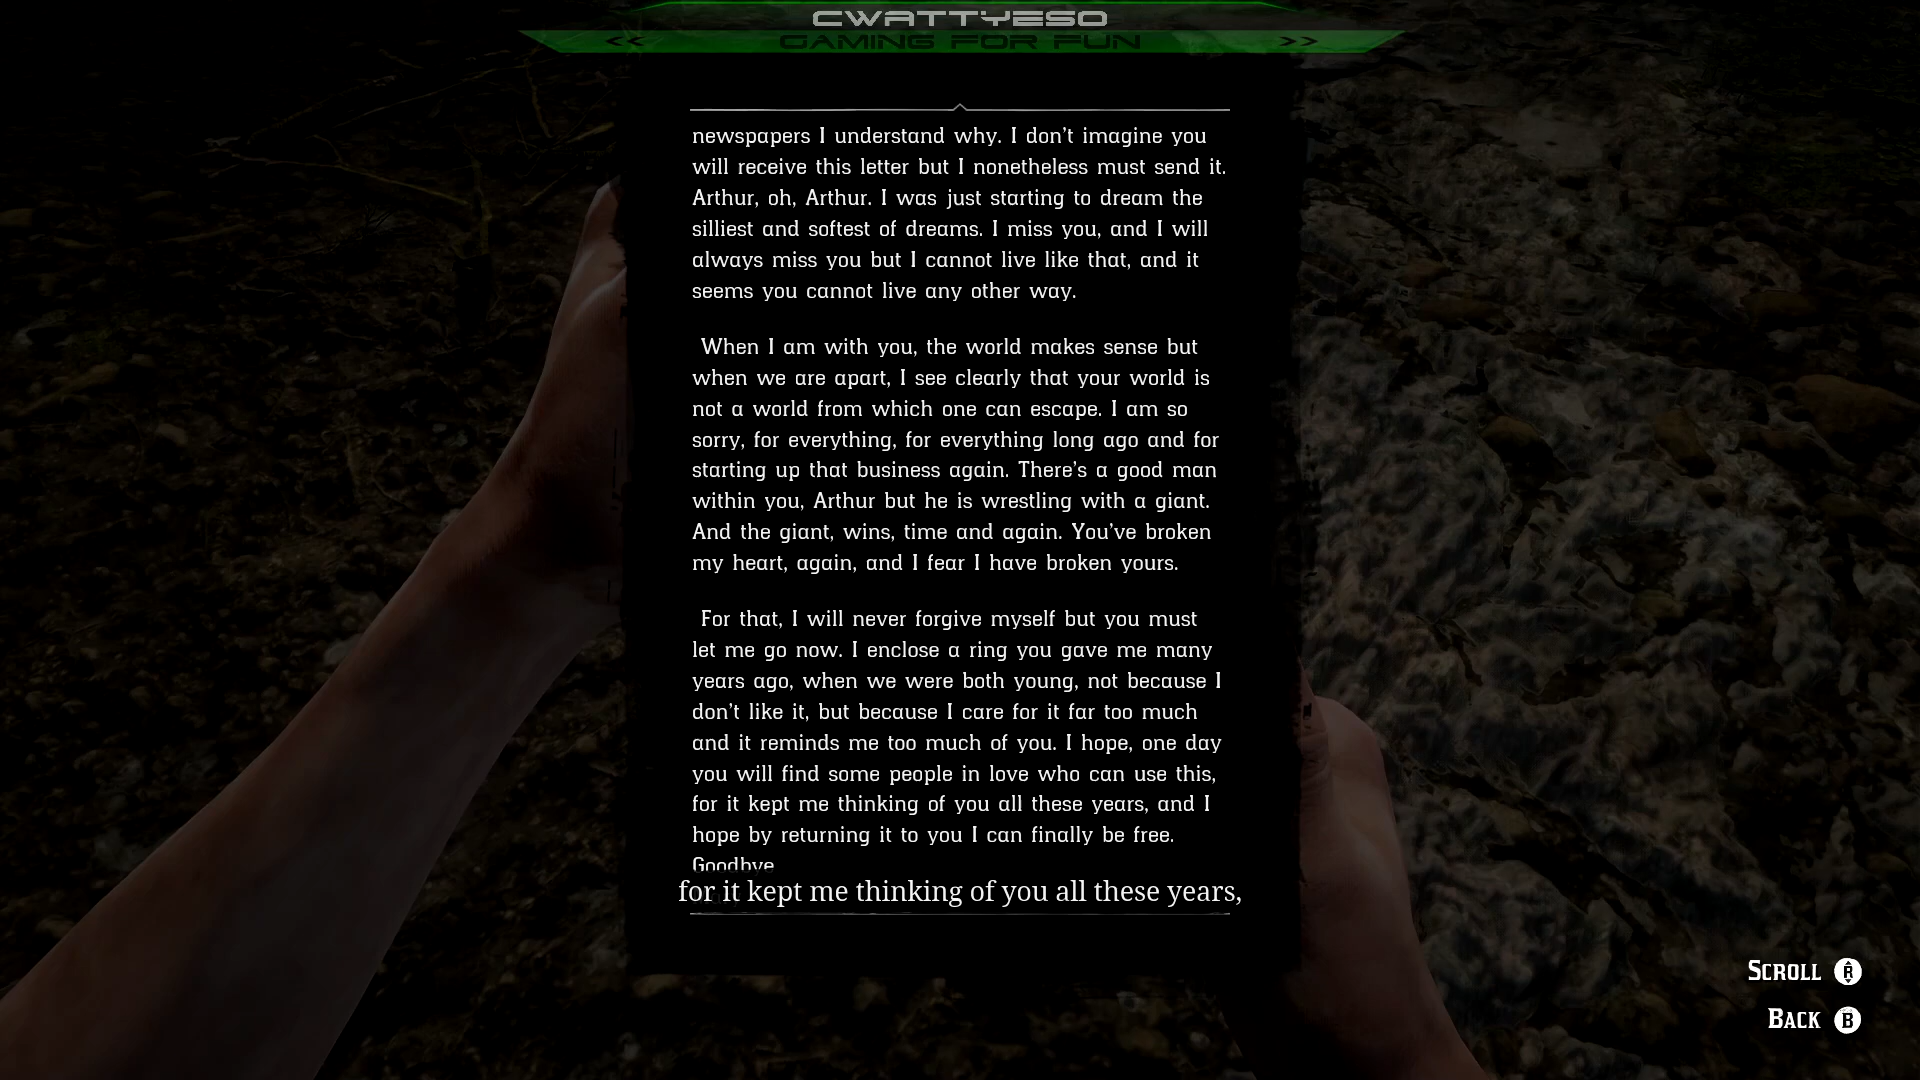 CWATTYESO
<< GAMING FOR FUN >>
newspapers I understand why. I don't imagine you
will receive this letter but I nonetheless must send it.
Arthur, oh, Arthur. I was just starting to dream the
silliest and softest of dreams. I miss you, and I will
always miss you but I cannot live like that, and it
seems you cannot live any other way.
When I am with you, the world makes sense but
when we are apart, I see clearly that your world is
not a world from which one can escape. I am so
sorry, for everything, for everything long ago and for
starting up that business again. There's a good man
within you, Arthur but he is wrestling with a giant.
And the giant, wins, time and again. You've broken
my heart, again, and I fear I have broken yours.
For that, I will never forgive myself but you must
let me go now. I enclose a ring you gave me many
years ago, when we were both young, not because I
don't like it, but because I care for it far too much
and it reminds me too much of you. I hope, one day
you will find some people in love who can use this,
for it kept me thinking of you all these years, and I
hope by returning it to you I can finally be free.
Goodbye
for it kept me thinking of you all these years,
SCROLL R
BACK B